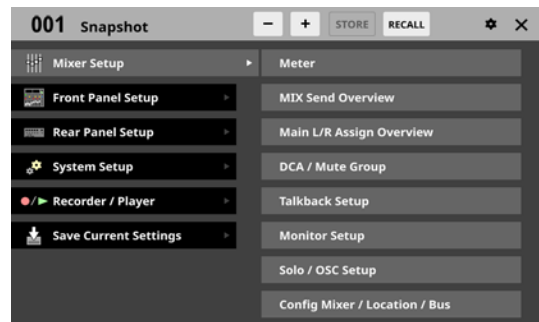 001 Snapshot
− + STORE RECALL
Mixer Setup
Front Panel Setup
Rear Panel Setup
System Setup
Recorder / Player
Save Current Settings
Meter
MIX Send Overview
Main L/R Assign Overview
DCA / Mute Group
Talkback Setup
Monitor Setup
Solo / OSC Setup
Config Mixer / Location / Bus